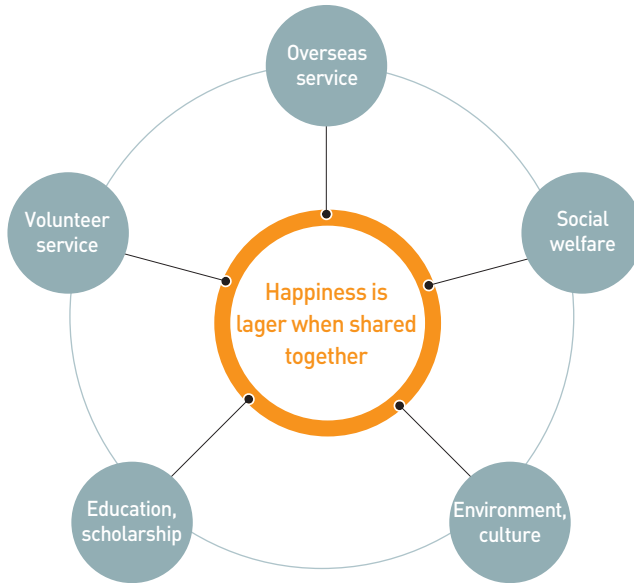 Overseas
service
Volunteer
service
Social
welfare
Happiness is
lager when shared
together
Education,
scholarship
Environment,
culture